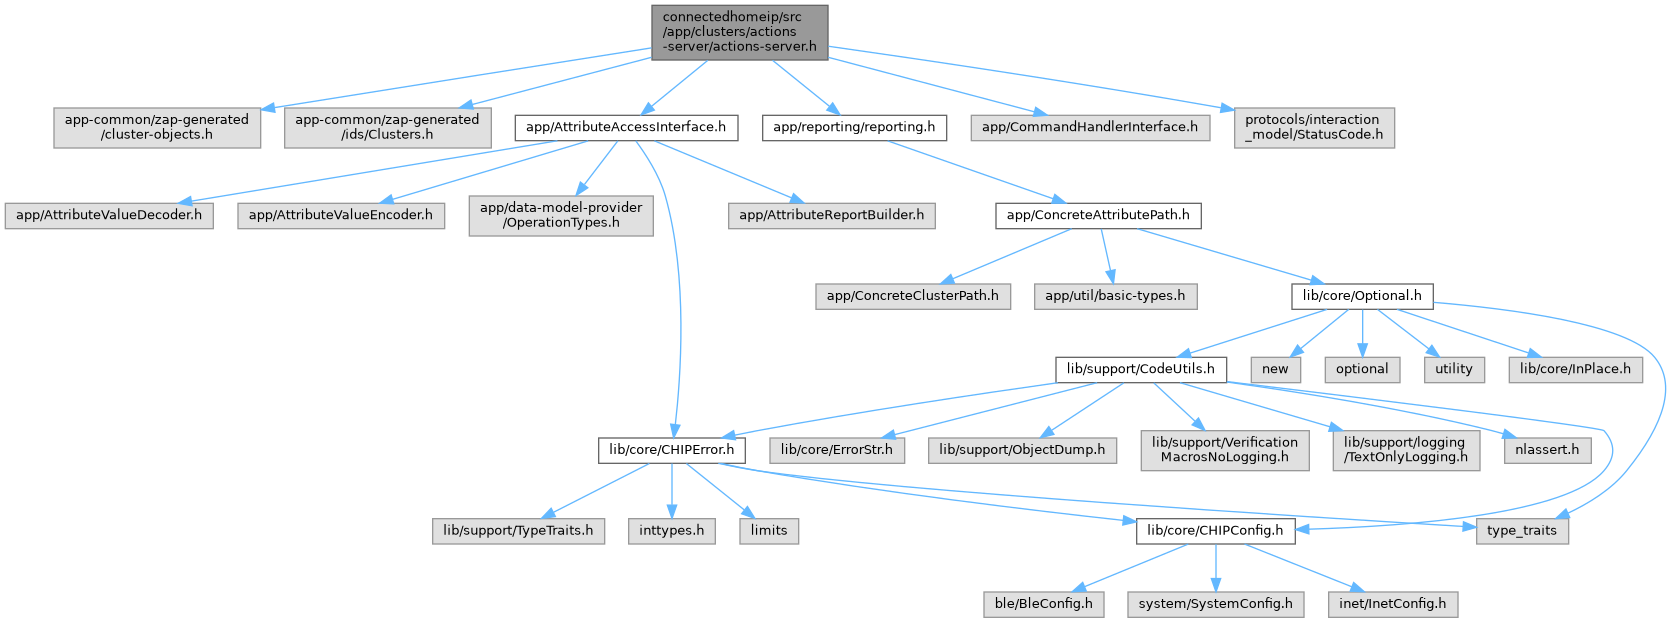 connectedhomeip/src
/app/clusters/actions
-server/actions-server.h
app-common/zap-generated
/cluster-objects.h
app-common/zap-generated
/ids/Clusters.h
app/AttributeAccessInterface.h
app/reporting/reporting.h
app/CommandHandlerInterface.h
protocols/interaction
_model/StatusCode.h
app/AttributeValueDecoder.h
app/AttributeValueEncoder.h
app/data-model-provider
/OperationTypes.h
app/AttributeReportBuilder.h
app/ConcreteAttributePath.h
app/ConcreteClusterPath.h
app/util/basic-types.h
lib/core/Optional.h
lib/support/CodeUtils.h
new
optional
utility
lib/core/InPlace.h
lib/core/CHIPError.h
lib/core/ErrorStr.h
lib/support/ObjectDump.h
lib/support/Verification
MacrosNoLogging.h
lib/support/logging
/TextOnlyLogging.h
nlassert.h
lib/support/TypeTraits.h
inttypes.h
limits
lib/core/CHIPConfig.h
type_traits
ble/BleConfig.h
system/SystemConfig.h
inet/InetConfig.h